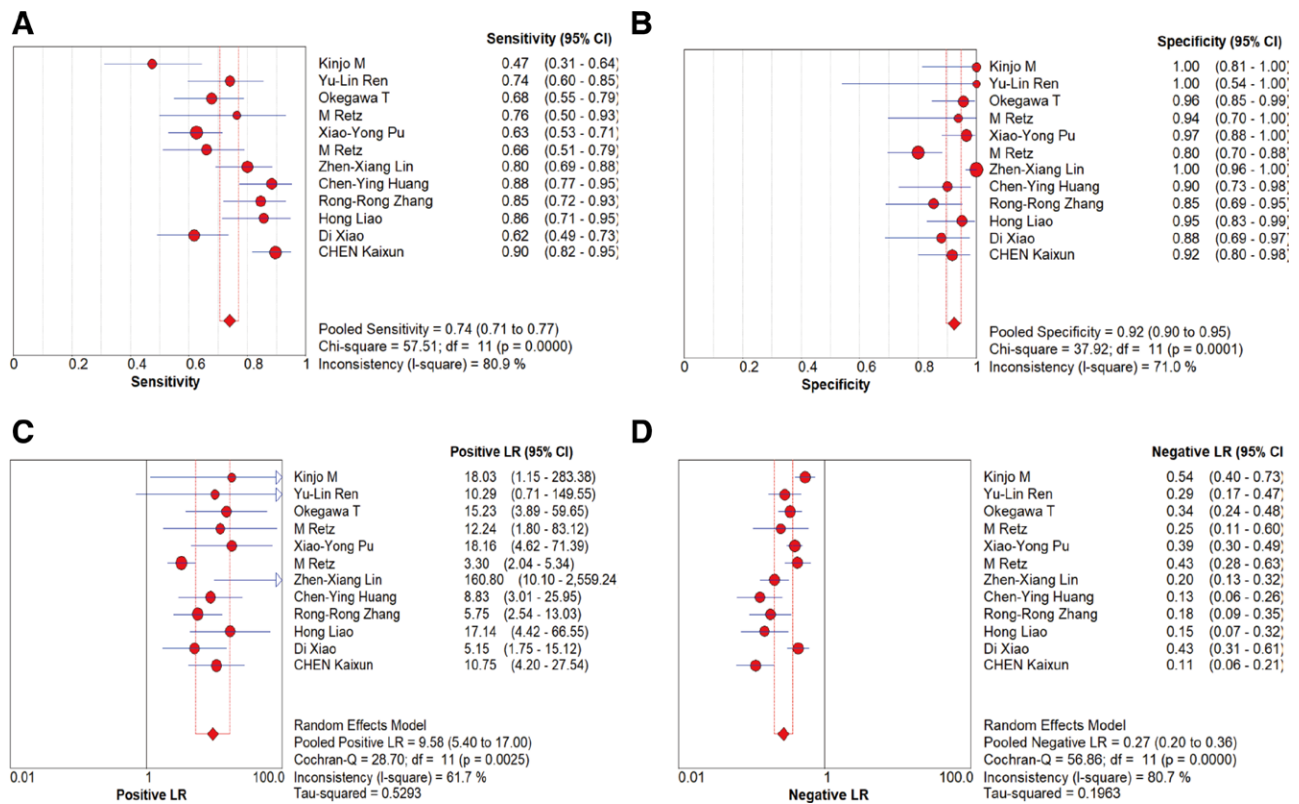 A
Sensitivity (95% CI)
Kinjo M 0.47 (0.31 - 0.64)
Yu-Lin Ren 0.74 (0.60 - 0.85)
Okegawa T 0.68 (0.55 - 0.79)
M Retz 0.76 (0.50 - 0.93)
Xiao-Yong Pu 0.63 (0.53 - 0.71)
M Retz 0.66 (0.51 - 0.79)
Zhen-Xiang Lin 0.80 (0.69 - 0.88)
Chen-Ying Huang 0.88 (0.77 - 0.95)
Rong-Rong Zhang 0.85 (0.72 - 0.93)
Hong Liao 0.86 (0.71 - 0.95)
Di Xiao 0.62 (0.49 - 0.73)
CHEN Kaixun 0.90 (0.82 - 0.95)
Pooled Sensitivity = 0.74 (0.71 to 0.77)
Chi-square = 57.51; df = 11 (p = 0.0000)
Inconsistency (I-square) = 80.9 %
0 0.2 0.4 0.6 0.8 1
Sensitivity
B
Specificity (95% CI)
Kinjo M 1.00 (0.81 - 1.00)
Yu-Lin Ren 1.00 (0.54 - 1.00)
Okegawa T 0.96 (0.85 - 0.99)
M Retz 0.94 (0.70 - 1.00)
Xiao-Yong Pu 0.97 (0.88 - 1.00)
M Retz 0.80 (0.70 - 0.88)
Zhen-Xiang Lin 1.00 (0.96 - 1.00)
Chen-Ying Huang 0.90 (0.73 - 0.98)
Rong-Rong Zhang 0.85 (0.69 - 0.95)
Hong Liao 0.95 (0.83 - 0.99)
Di Xiao 0.88 (0.69 - 0.97)
CHEN Kaixun 0.92 (0.80 - 0.98)
Pooled Specificity = 0.92 (0.90 to 0.95)
Chi-square = 37.92; df = 11 (p = 0.0001)
Inconsistency (I-square) = 71.0 %
0 0.2 0.4 0.6 0.8 1
Specificity
C
Positive LR (95% CI)
Kinjo M 18.03 (1.15 - 283.38)
Yu-Lin Ren 10.29 (0.71 - 149.55)
Okegawa T 15.23 (3.89 - 59.65)
M Retz 12.24 (1.80 - 83.12)
Xiao-Yong Pu 18.16 (4.62 - 71.39)
M Retz 3.30 (2.04 - 5.34)
Zhen-Xiang Lin 160.80 (10.10 - 2,559.24
Chen-Ying Huang 8.83 (3.01 - 25.95)
Rong-Rong Zhang 5.75 (2.54 - 13.03)
Hong Liao 17.14 (4.42 - 66.55)
Di Xiao 5.15 (1.75 - 15.12)
CHEN Kaixun 10.75 (4.20 - 27.54)
Random Effects Model
Pooled Positive LR = 9.58 (5.40 to 17.00)
Cochran-Q = 28.70; df = 11 (p = 0.0025)
Inconsistency (I-square) = 61.7 %
Tau-squared = 0.5293
0.01 1 100.0
Positive LR
D
Negative LR (95% CI)
Kinjo M 0.54 (0.40 - 0.73)
Yu-Lin Ren 0.29 (0.17 - 0.47)
Okegawa T 0.34 (0.24 - 0.48)
M Retz 0.25 (0.11 - 0.60)
Xiao-Yong Pu 0.39 (0.30 - 0.49)
M Retz 0.43 (0.28 - 0.63)
Zhen-Xiang Lin 0.20 (0.13 - 0.32)
Chen-Ying Huang 0.13 (0.06 - 0.26)
Rong-Rong Zhang 0.18 (0.09 - 0.35)
Hong Liao 0.15 (0.07 - 0.32)
Di Xiao 0.43 (0.31 - 0.61)
CHEN Kaixun 0.11 (0.06 - 0.21)
Random Effects Model
Pooled Negative LR = 0.27 (0.20 to 0.36)
Cochran-Q = 56.86; df = 11 (p = 0.0000)
Inconsistency (I-square) = 80.7 %
Tau-squared = 0.1963
0.01 1 100.0
Negative LR